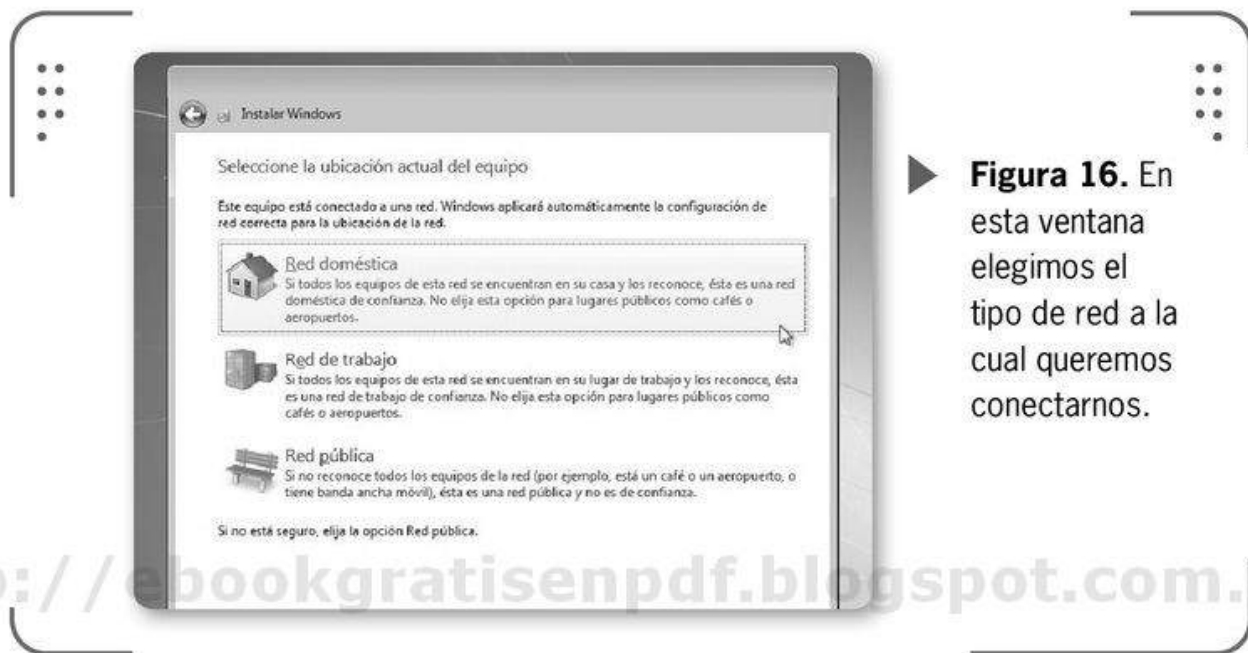 Instalar Windows
Seleccione la ubicación actual del equipo
Este equipo está conectado a una red. Windows aplicará automáticamente la configuración de
red correcta para la ubicación de la red.
Red doméstica
Si todos los equipos de esta red se encuentran en su casa y los reconoce, ésta es una red
doméstica de confianza. No elija esta opción para lugares públicos como cafés o
aeropuertos.
Red de trabajo
Si todos los equipos de esta red se encuentran en su lugar de trabajo y los reconoce, ésta
es una red de trabajo de confianza. No elija esta opción para lugares públicos como
cafés o aeropuertos.
Red pública
Si no reconoce todos los equipos de la red (por ejemplo, está un café o un aeropuerto, o
tiene banda ancha móvil), ésta es una red pública y no es de confianza.
Si no está seguro, elija la opción Red pública.
Figura 16. En
esta ventana
elegimos el
tipo de red a la
cual queremos
conectarnos.
p://ebookgratisenpdf.blogspot.com.